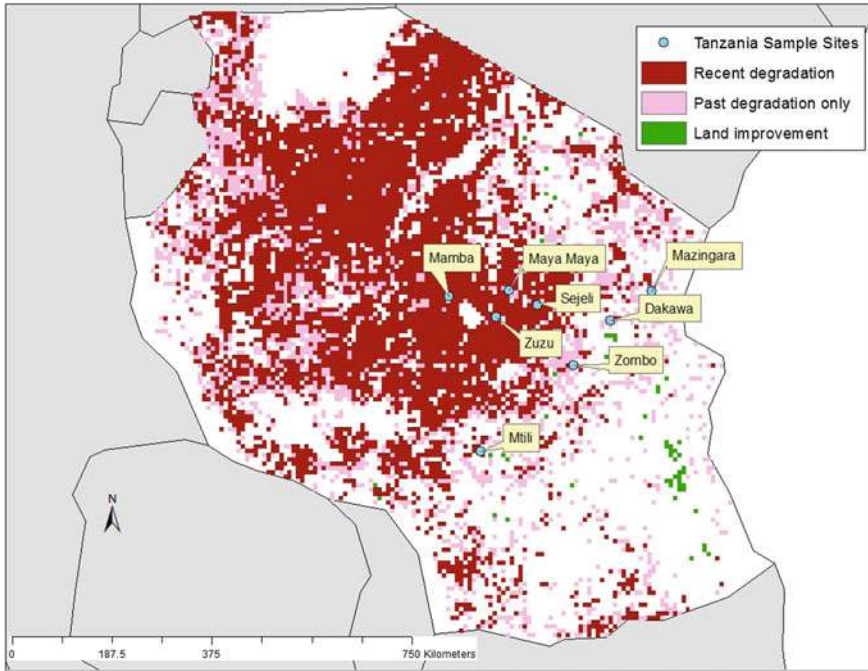 Tanzania Sample Sites
Recent degradation
Past degradation only
Land improvement
Mamba
Maya Maya
Mazingara
Sejeli
Dakawa
Zuzu
Zombo
Mtili
N
0 187.5 375 750 Kilometers